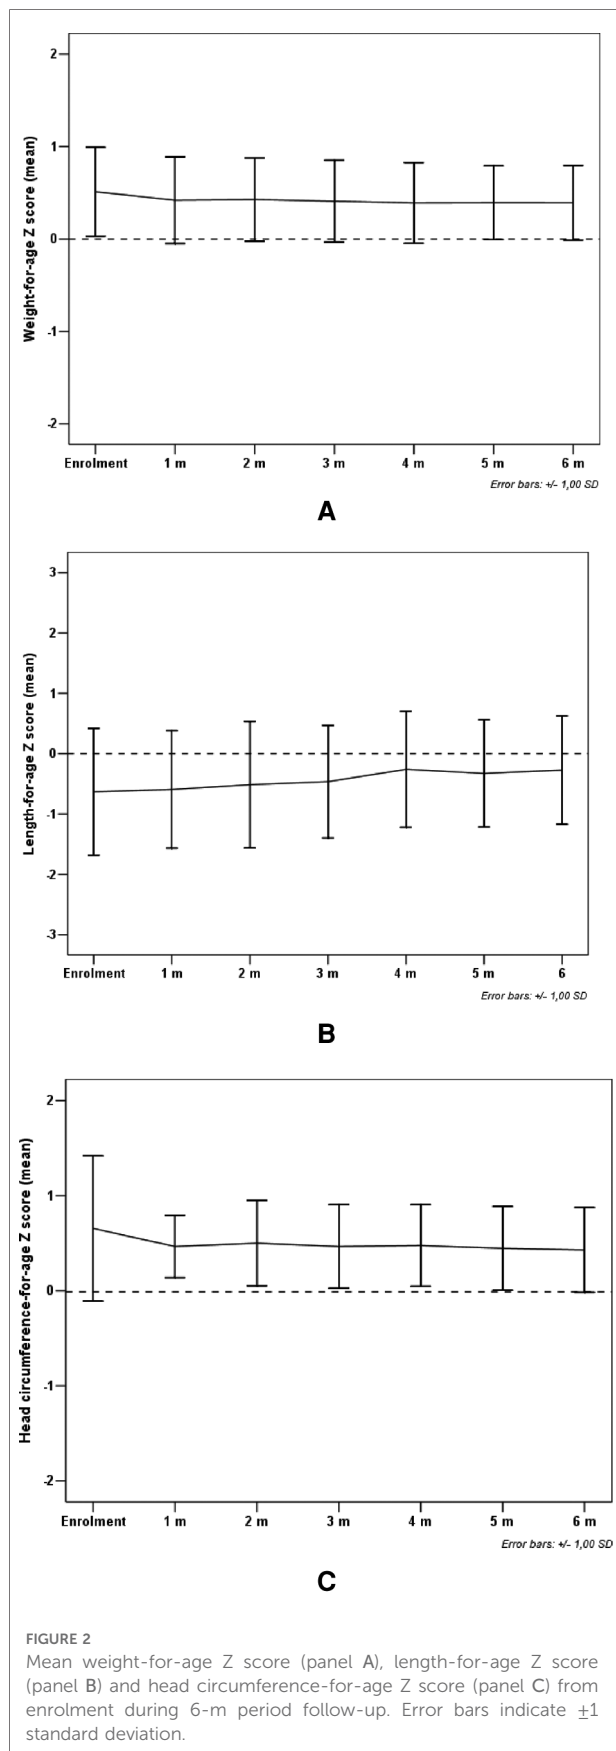 2
1
0
-1
-2
Weight-for-age Z score (mean)
Enrolment 1 m 2 m 3 m 4 m 5 m 6 m
Error bars: +/- 1,00 SD
A
3
2
1
0
-1
-2
-3
Length-for-age Z score (mean)
Enrolment 1 m 2 m 3 m 4 m 5 m 6
Error bars: +/- 1,00 SD
B
2
1
0
-1
-2
Head circumference-for-age Z score (mean)
Enrolment 1 m 2 m 3 m 4 m 5 m 6 m
Error bars: +/- 1,00 SD
C
FIGURE 2
Mean weight-for-age Z score (panel A), length-for-age Z score
(panel B) and head circumference-for-age Z score (panel C) from
enrolment during 6-m period follow-up. Error bars indicate ±1
standard deviation.